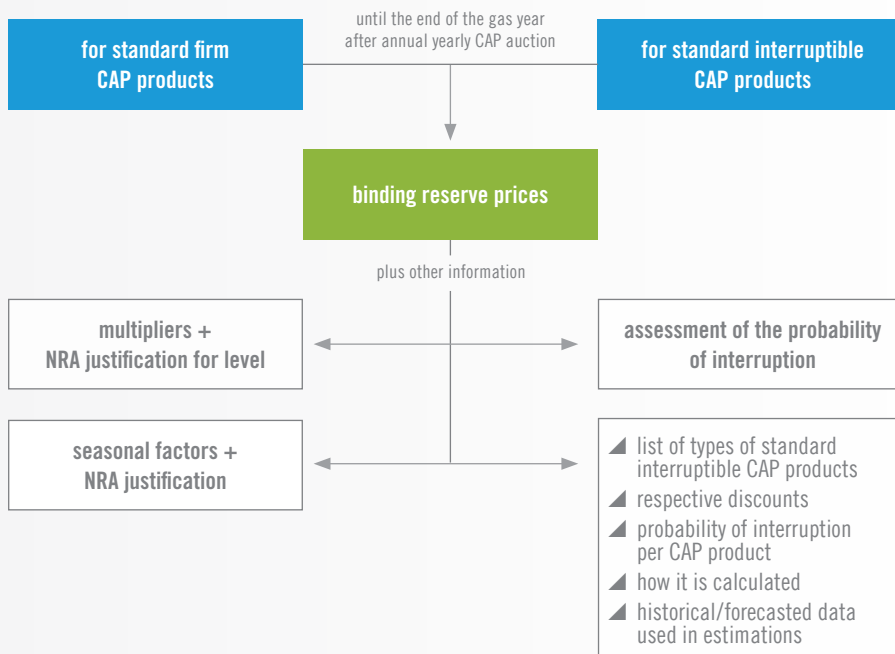 until the end of the gas year
after annual yearly CAP auction
for standard firm
CAP products
for standard interruptible
CAP products
binding reserve prices
plus other information
multipliers +
NRA justification for level
assessment of the probability
of interruption
seasonal factors +
NRA justification
list of types of standard
interruptible CAP products
respective discounts
probability of interruption
per CAP product
how it is calculated
historical/forecasted data
used in estimations